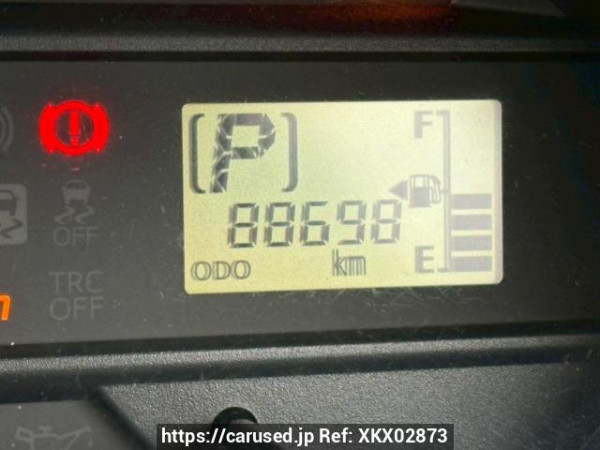 [P]
F
88698
ODO km
E
OFF
TRC
OFF
https://carused.jp Ref: XKX02873